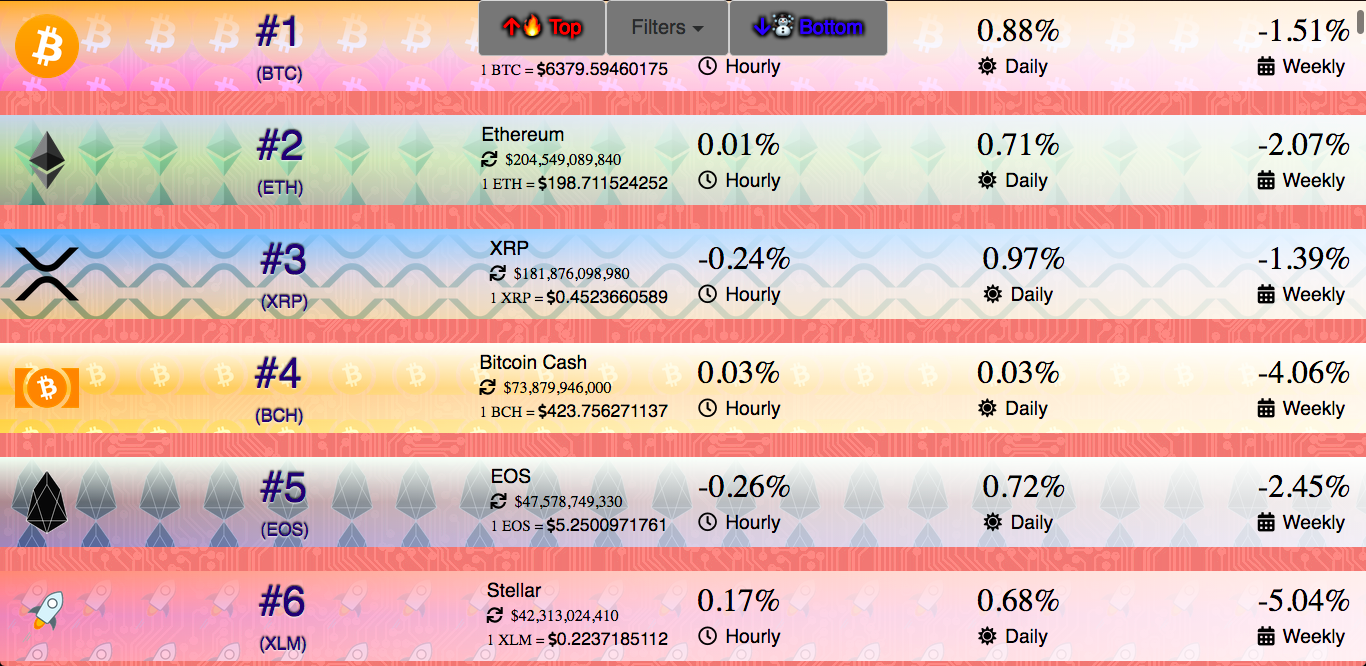 Top
Filters
Bottom
#1
(BTC)
1 BTC = $6379.59460175
Hourly
0.88%
Daily
-1.51%
Weekly
#2
(ETH)
Ethereum
$204,549,089,840
1 ETH = $198.711524252
0.01%
Hourly
0.71%
Daily
-2.07%
Weekly
#3
(XRP)
XRP
$181,876,098,980
1 XRP = $0.4523660589
-0.24%
Hourly
0.97%
Daily
-1.39%
Weekly
#4
(BCH)
Bitcoin Cash
$73,879,946,000
1 BCH = $423.756271137
0.03%
Hourly
0.03%
Daily
-4.06%
Weekly
#5
(EOS)
EOS
$47,578,749,330
1 EOS = $5.2500971761
-0.26%
Hourly
0.72%
Daily
-2.45%
Weekly
#6
(XLM)
Stellar
$42,313,024,410
1 XLM = $0.2237185112
0.17%
Hourly
0.68%
Daily
-5.04%
Weekly